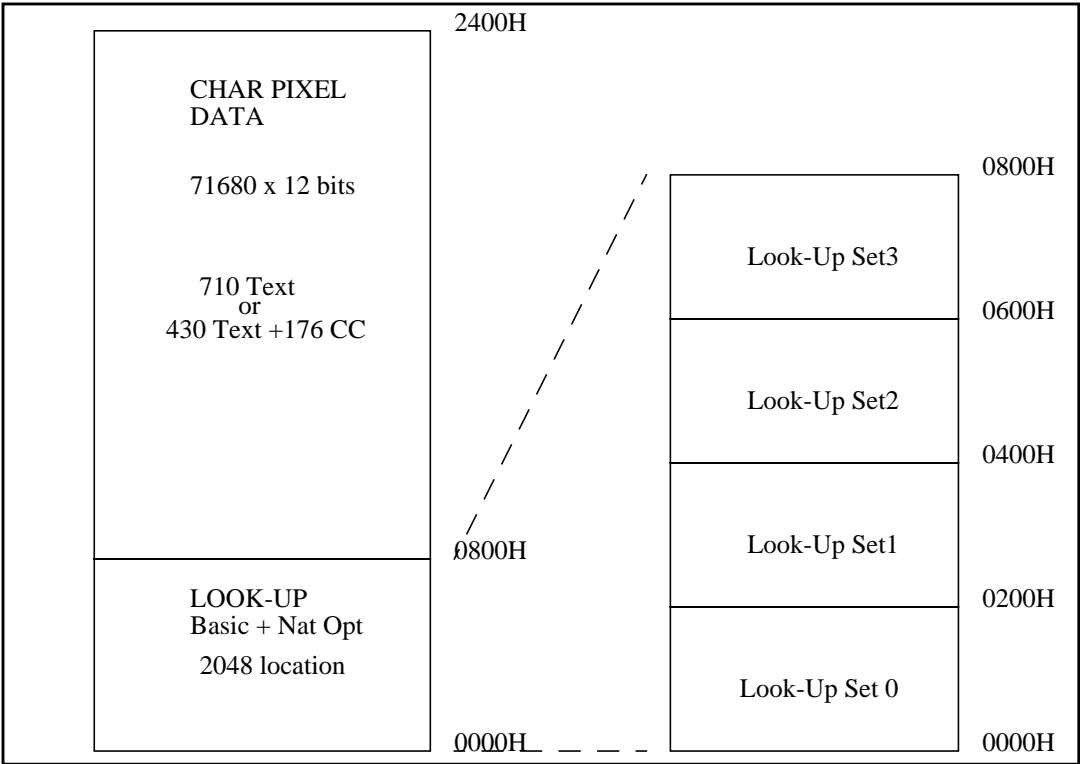 2400H
CHAR PIXEL
DATA
71680 x 12 bits
710 Text
or
430 Text +176 CC
0800H
LOOK-UP
Basic + Nat Opt
2048 location
0000H
0800H
Look-Up Set3
0600H
Look-Up Set2
0400H
Look-Up Set1
0200H
Look-Up Set 0
0000H